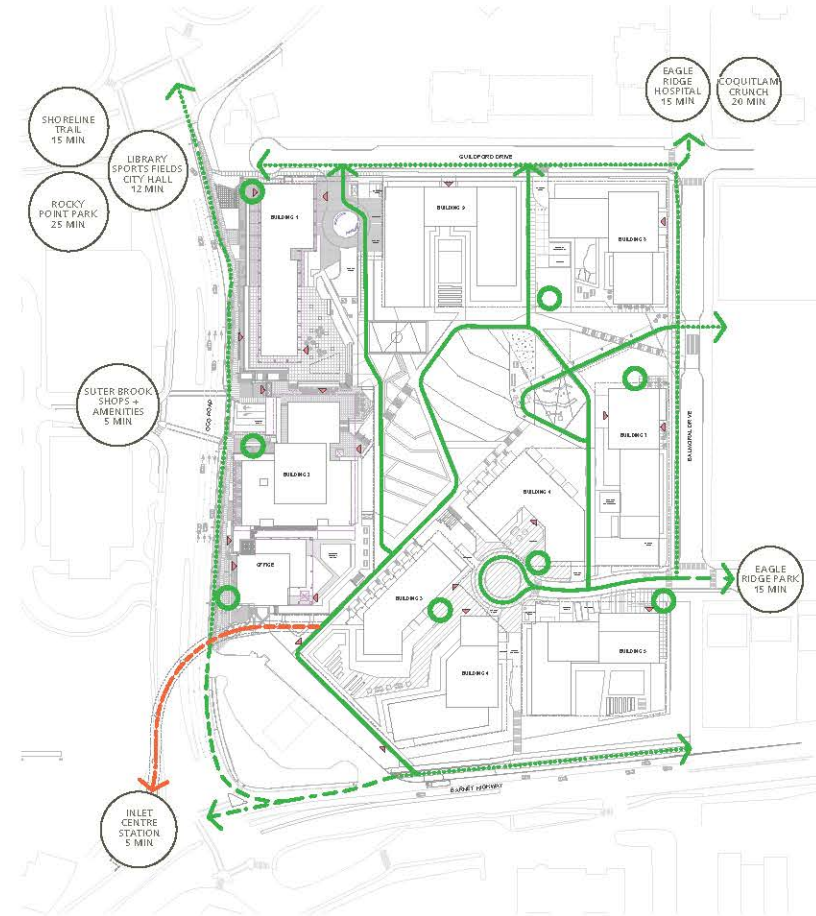 EAGLE
RIDGE
HOSPITAL
15 MIN
COQUITLAM
CRUNCH
20 MIN
SHORELINE
TRAIL
15 MIN
LIBRARY
SPORTS FIELDS
CITY HALL
12 MIN
ROCKY
POINT PARK
25 MIN
GUILDFORD DRIVE
BUILDING 1
BUILDING 9
SUTER BROOK
SHOPS +
AMENITIES
5 MIN
IOCO ROAD
BALMORAL DRIVE
BUILDING 2
BUILDING 7
BUILDING 6
OFFICE
BUILDING 3
EAGLE
RIDGE PARK
15 MIN
BUILDING 4
BUILDING 5
BARNET HIGHWAY
INLET
CENTRE
STATION
5 MIN